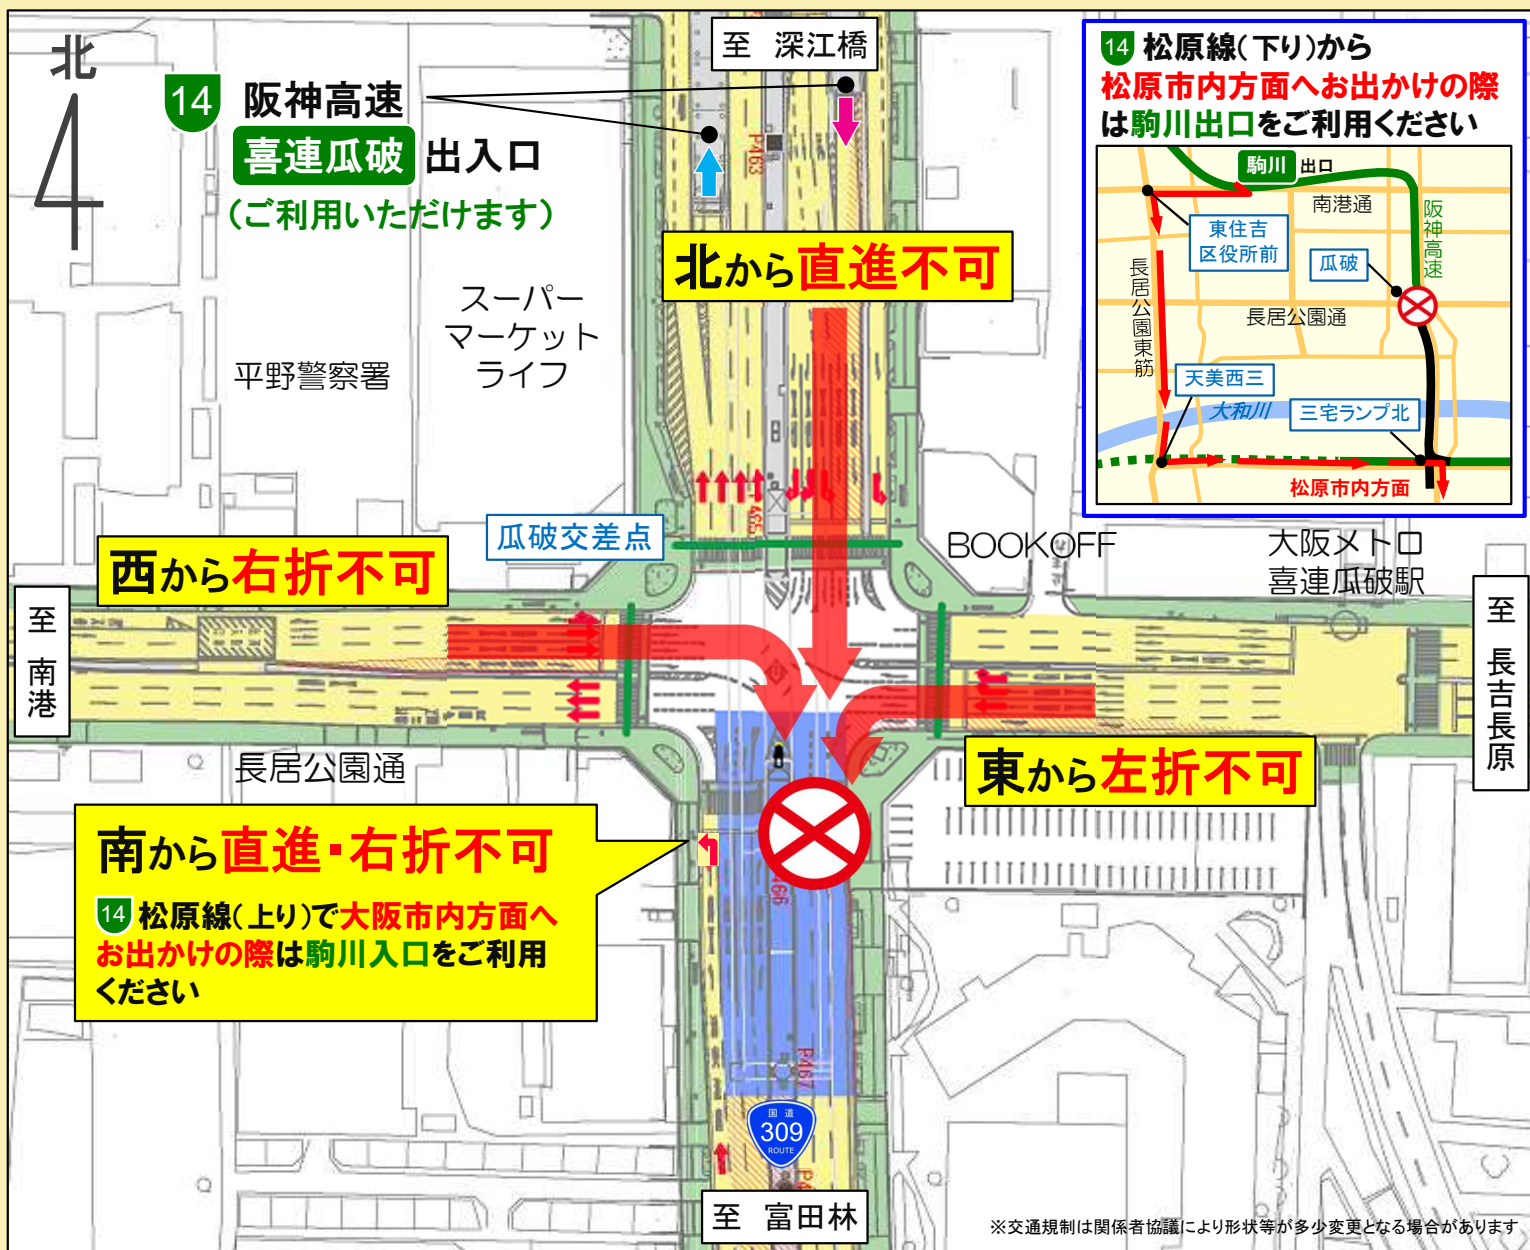 北
14 阪神高速
喜連瓜破 出入口
（ご利用いただけます）
至 深江橋
14 松原線（下り）から
松原市内方面へお出かけの際
は駒川出口をご利用ください
駒川 出口
南港通
東住吉
区役所前
瓜破
阪神高速
長居公園東筋
長居公園通
天美西三
大和川
三宅ランプ北
松原市内方面
北から直進不可
P463
スーパー
マーケット
ライフ
平野警察署
瓜破交差点
BOOKOFF
大阪メトロ
喜連瓜破駅
西から右折不可
至 南港
至 長吉長原
長居公園通
東から左折不可
南から直進・右折不可
14 松原線（上り）で大阪市内方面へ
お出かけの際は駒川入口をご利用
ください
P467
国道
309
ROUTE
至 富田林
※交通規制は関係者協議により形状等が多少変更となる場合があります